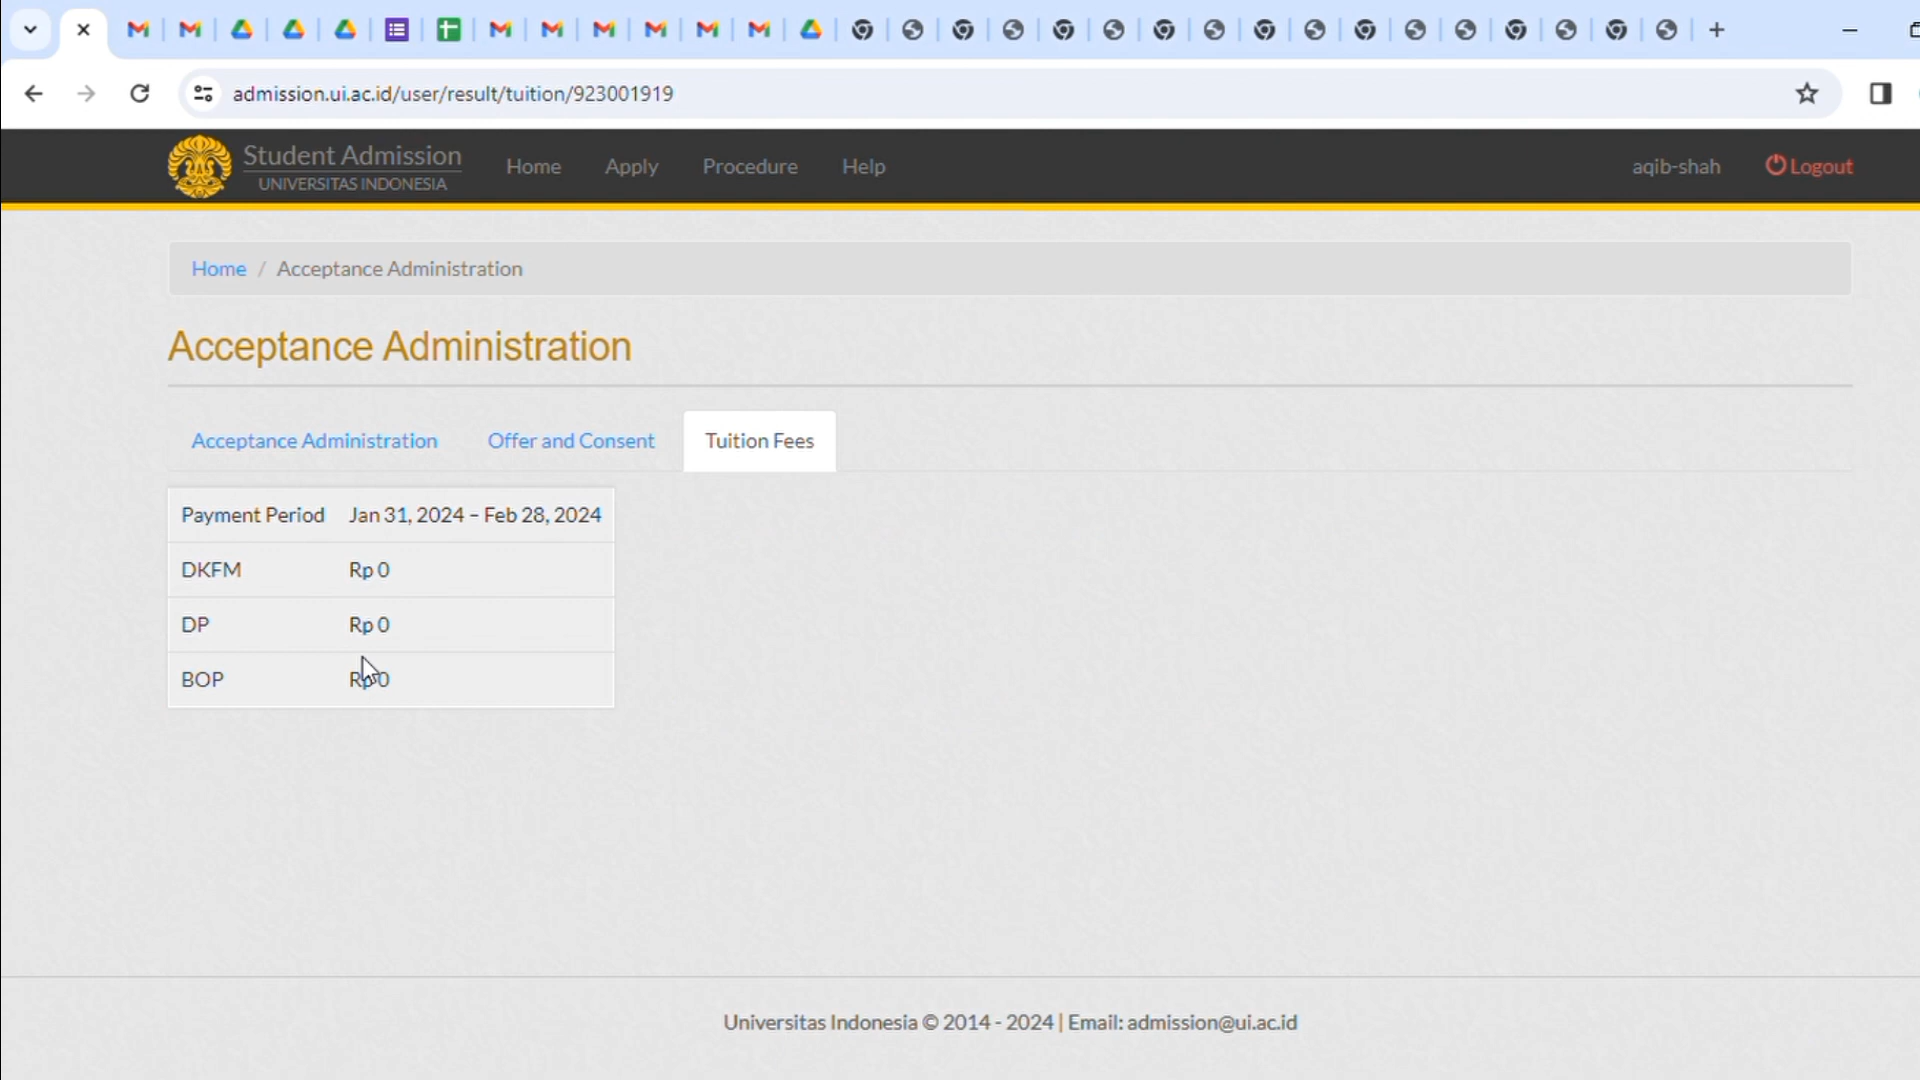 admission.ui.ac.id/user/result/tuition/923001919
Student Admission
UNIVERSITAS INDONESIA
Home
Apply
Procedure
Help
aqib-shah
Logout
Home / Acceptance Administration
Acceptance Administration
Acceptance Administration
Offer and Consent
Tuition Fees
Payment Period Jan 31, 2024 – Feb 28, 2024
DKFM Rp 0
DP Rp 0
BOP Rp 0
Universitas Indonesia © 2014 - 2024 | Email: admission@ui.ac.id